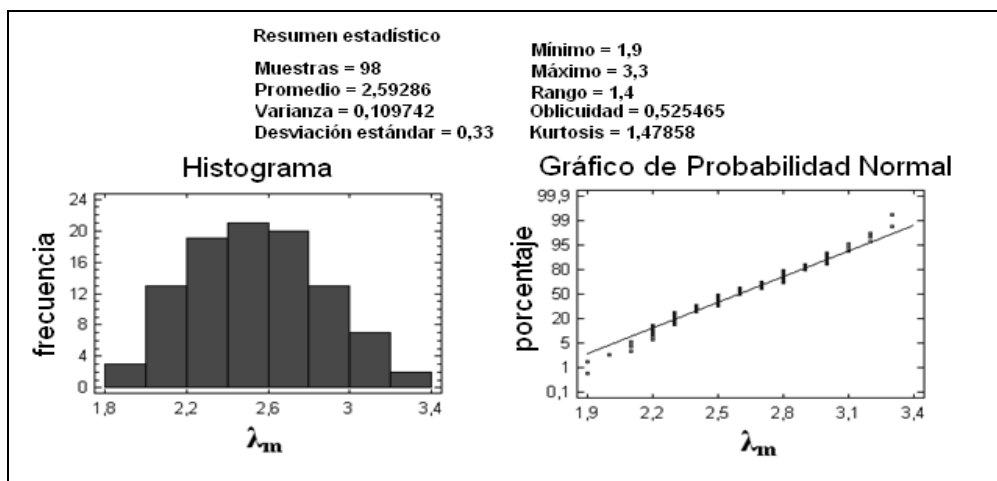 Resumen estadístico
Muestras = 98
Promedio = 2,59286
Varianza = 0,109742
Desviación estándar = 0,33
Mínimo = 1,9
Máximo = 3,3
Rango = 1,4
Oblicuidad = 0,525465
Kurtosis = 1,47858
Histograma
24
20
16
12
8
4
0
frecuencia
1,8 2,2 2,6 3 3,4
λm
Gráfico de Probabilidad Normal
99,9
99
95
80
50
20
5
1
0,1
porcentaje
1,9 2,2 2,5 2,8 3,1 3,4
λm